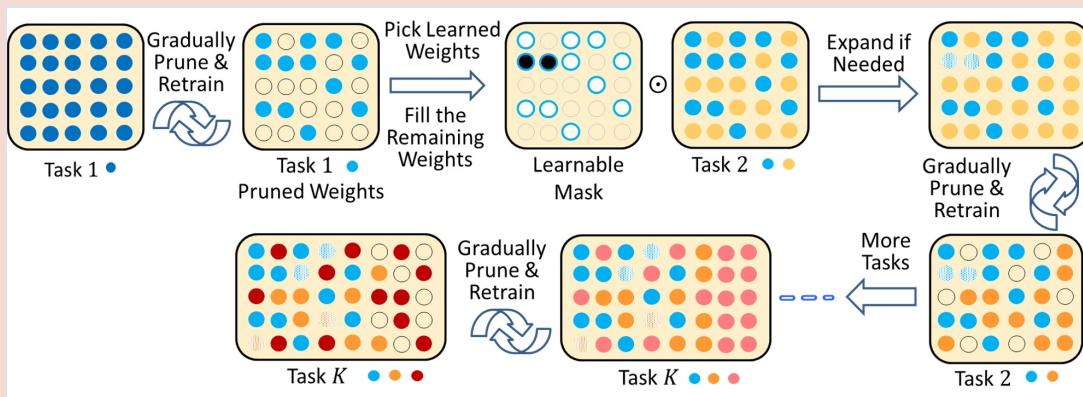 Gradually
Prune &
Retrain
Task 1
Task 1
Pruned Weights
Pick Learned
Weights
Fill the
Remaining
Weights
Learnable
Mask
Task 2
Expand if
Needed
Gradually
Prune &
Retrain
Task 2
More
Tasks
Task K
Gradually
Prune &
Retrain
Task K